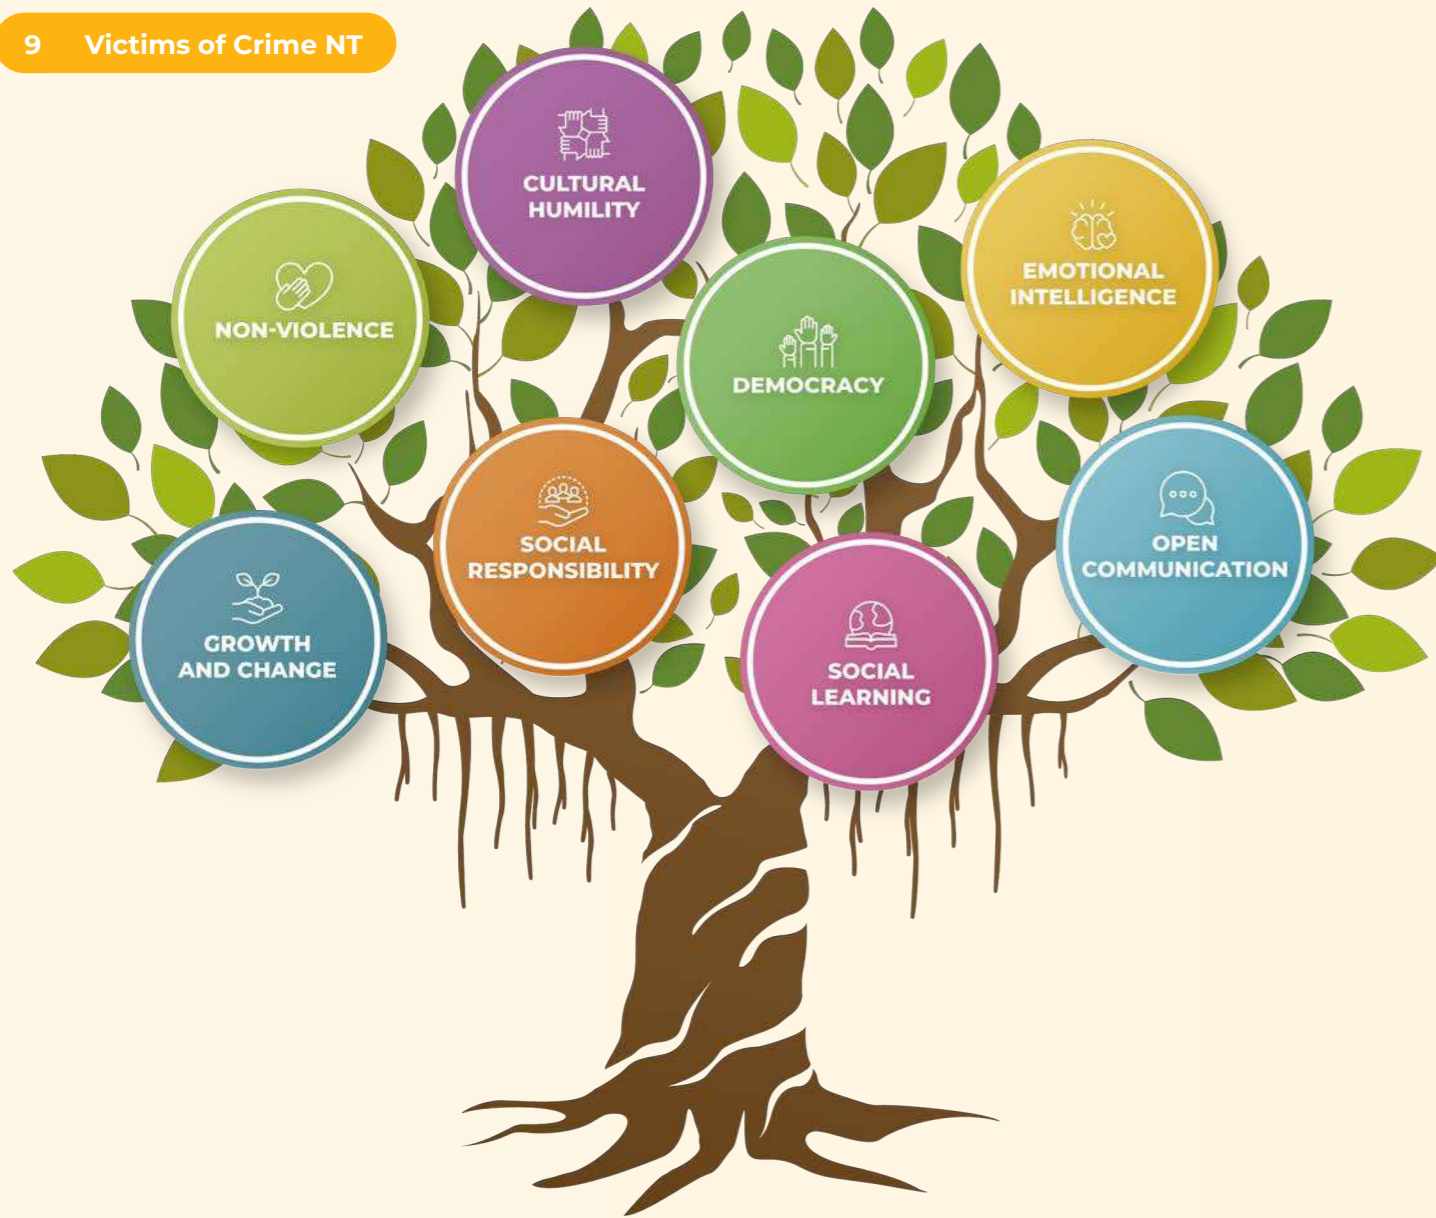 9 Victims of Crime NT
CULTURAL
HUMILITY
NON-VIOLENCE
EMOTIONAL
INTELLIGENCE
DEMOCRACY
SOCIAL
RESPONSIBILITY
OPEN
COMMUNICATION
GROWTH
AND CHANGE
SOCIAL
LEARNING